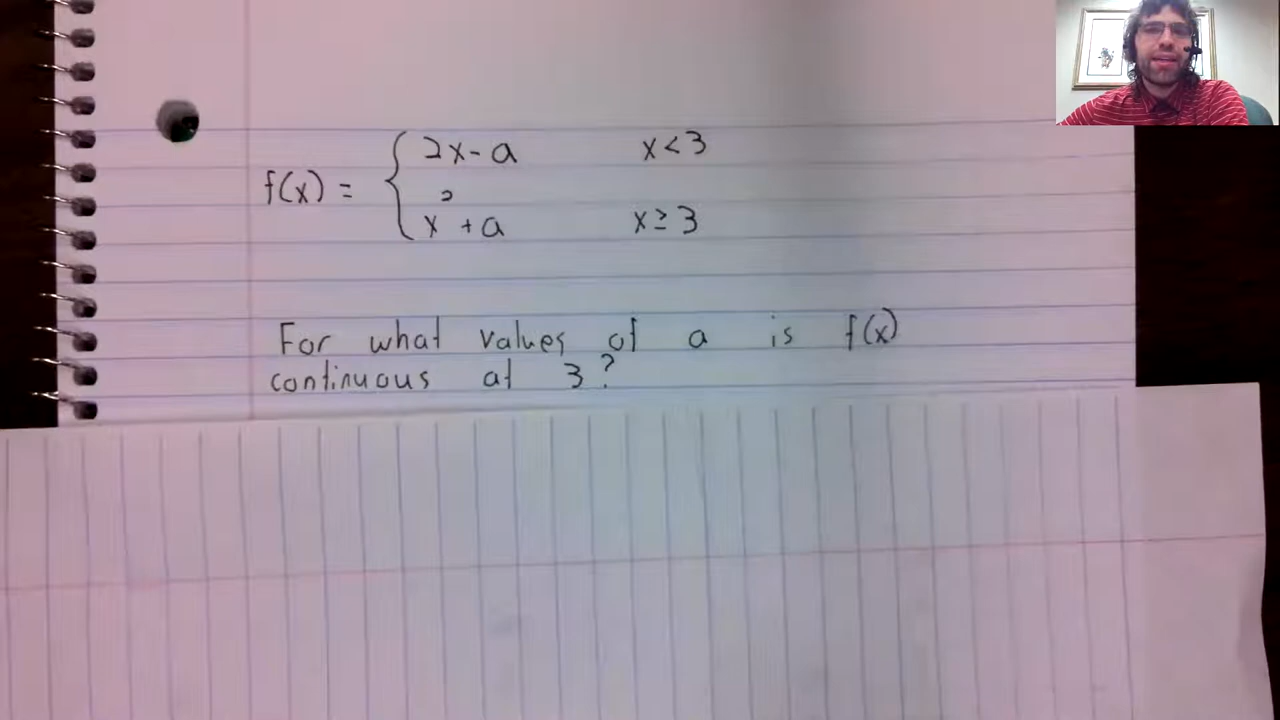 f(x) = { 2x - a   x < 3
x² + a   x ≥ 3
For what values of a is f(x)
continuous at 3?